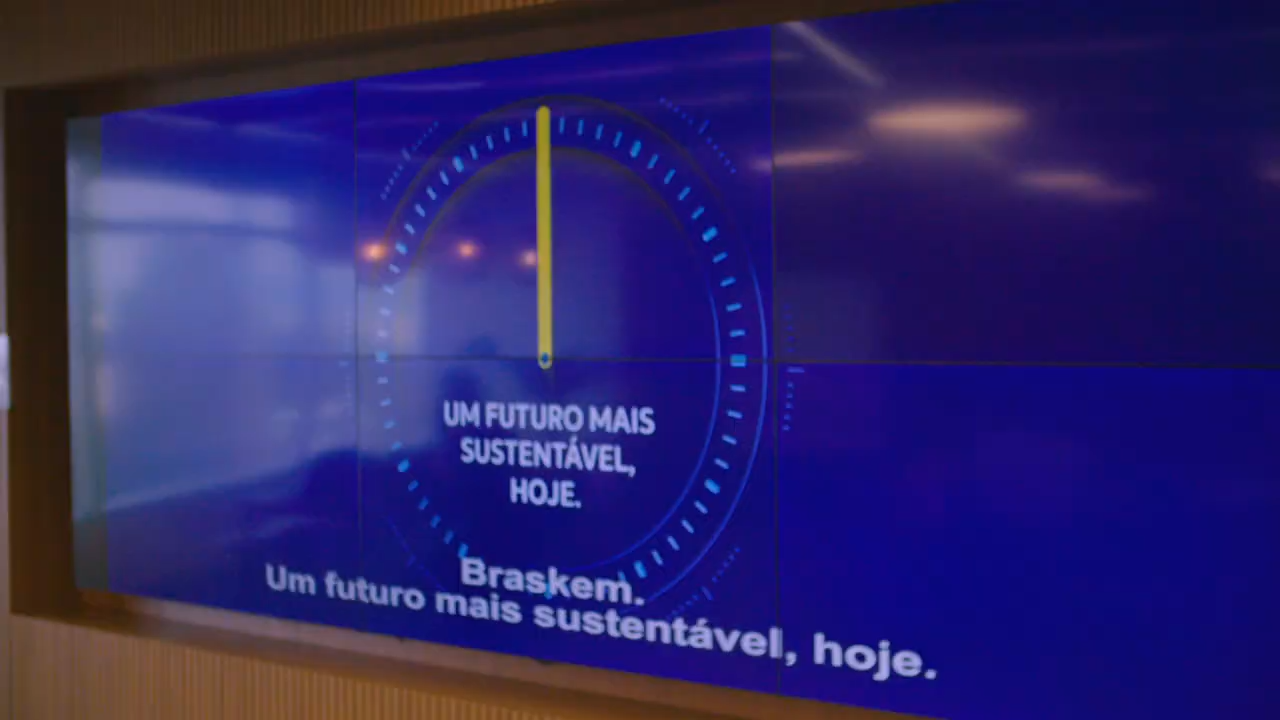 UM FUTURO MAIS
SUSTENTÁVEL,
HOJE.
Braskem.
Um futuro mais sustentável, hoje.